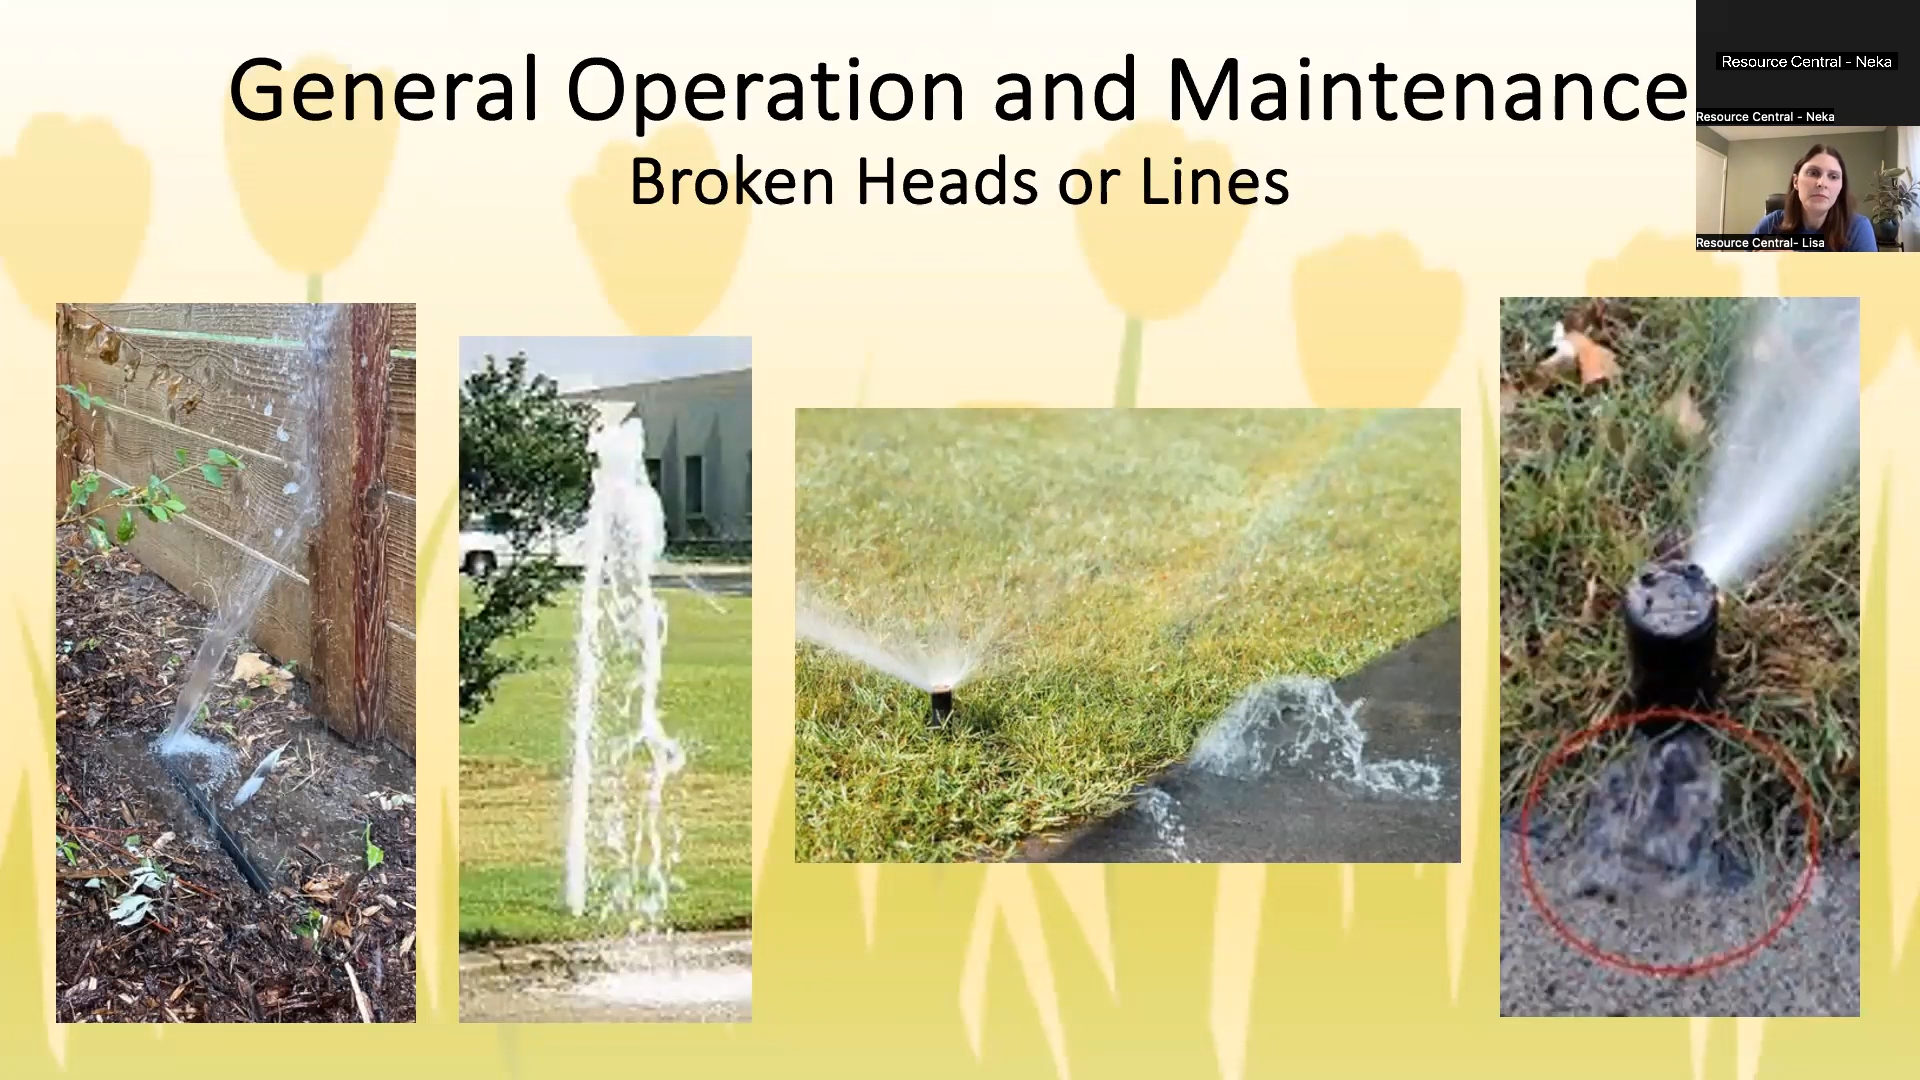 General Operation and Maintenance
Broken Heads or Lines
Resource Central - Neka
Resource Central - Neka
Resource Central- Lisa